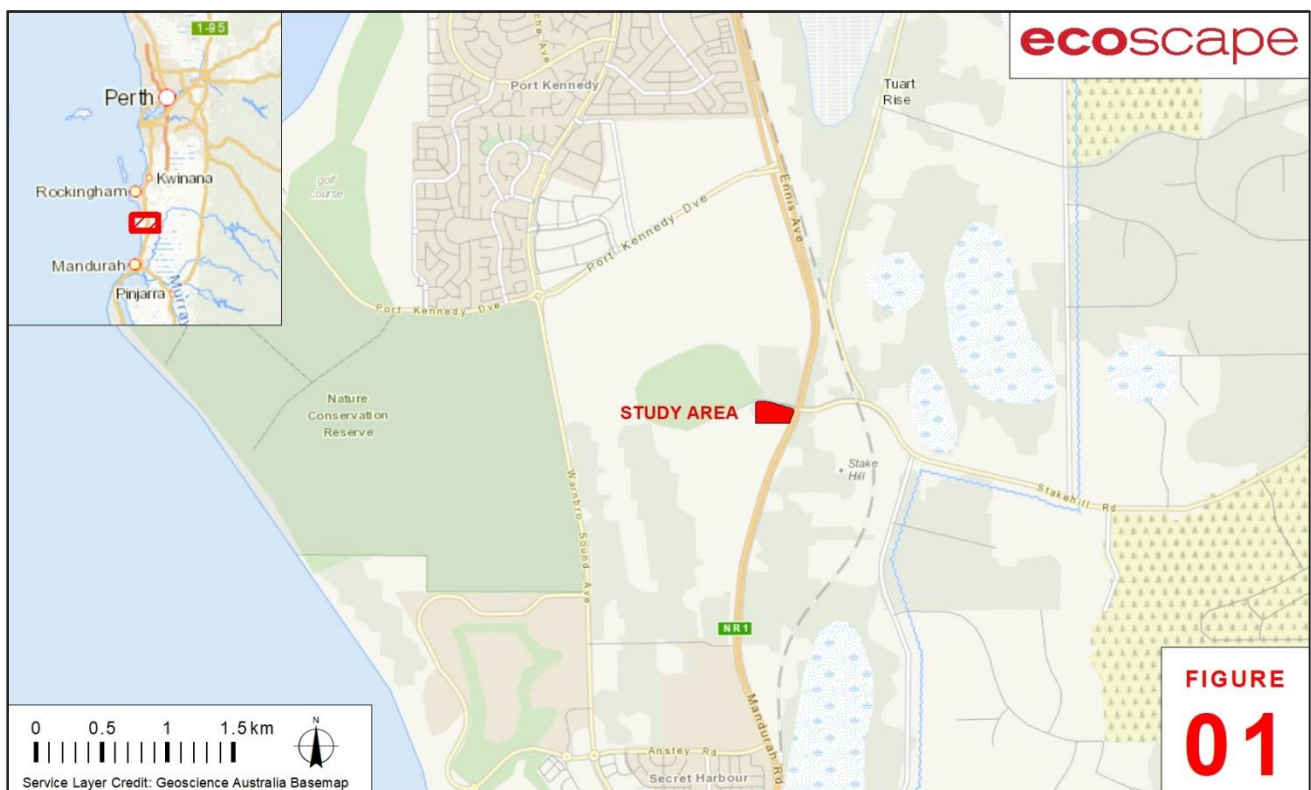 1-95
Perth
Kwinana
Rockingham
Mandurah
Pinjarra
Murray
che Ave
Port Kennedy
ecoscape
Tuart
Rise
golf
course
Ennis Ave
Port Kennedy Dve
Port Kennedy Dve
Nature
Conservation
Reserve
STUDY AREA
Stake
Hill
Stakehill Rd
Warnbro Sound Ave
NR1
Mandurah Rd
Anstey Rd
Secret Harbour
0 0.5 1 1.5 km
N
Service Layer Credit: Geoscience Australia Basemap
FIGURE
01